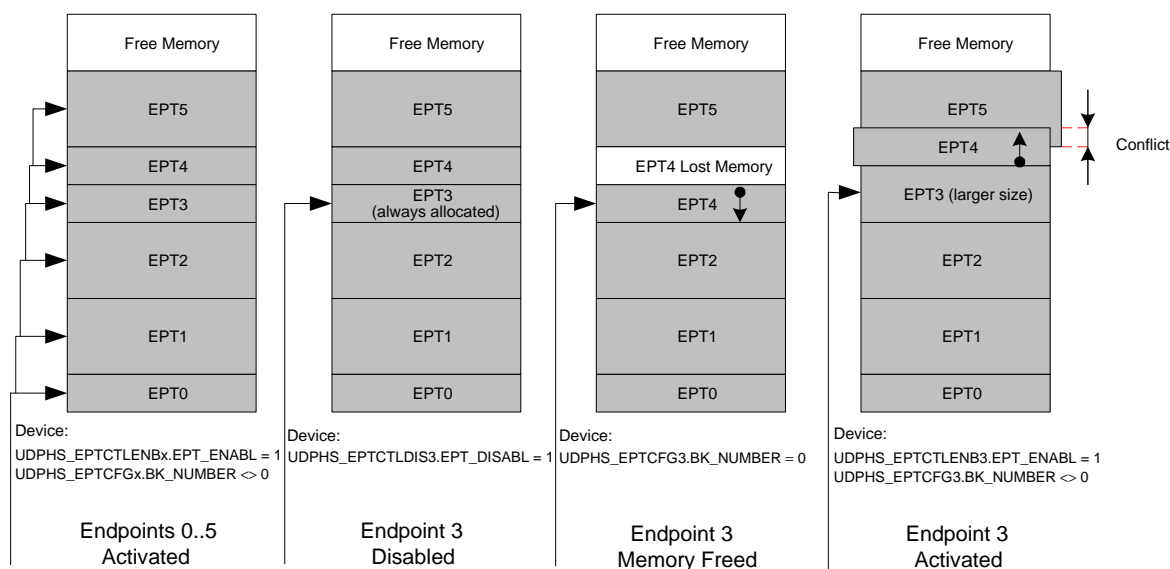 Free Memory
EPT5
EPT4
EPT3
EPT2
EPT1
EPT0
Device:
UDPHS_EPTCTLENBx.EPT_ENABL = 1
UDPHS_EPTCFGx.BK_NUMBER <> 0
Endpoints 0..5
Activated
Free Memory
EPT5
EPT4
EPT3
(always allocated)
EPT2
EPT1
EPT0
Device:
UDPHS_EPTCTLDIS3.EPT_DISABL = 1
Endpoint 3
Disabled
Free Memory
EPT5
EPT4 Lost Memory
EPT4
EPT2
EPT1
EPT0
Device:
UDPHS_EPTCFG3.BK_NUMBER = 0
Endpoint 3
Memory Freed
Free Memory
EPT5
EPT4
Conflict
EPT3 (larger size)
EPT2
EPT1
EPT0
Device:
UDPHS_EPTCTLENB3.EPT_ENABL = 1
UDPHS_EPTCFG3.BK_NUMBER <> 0
Endpoint 3
Activated